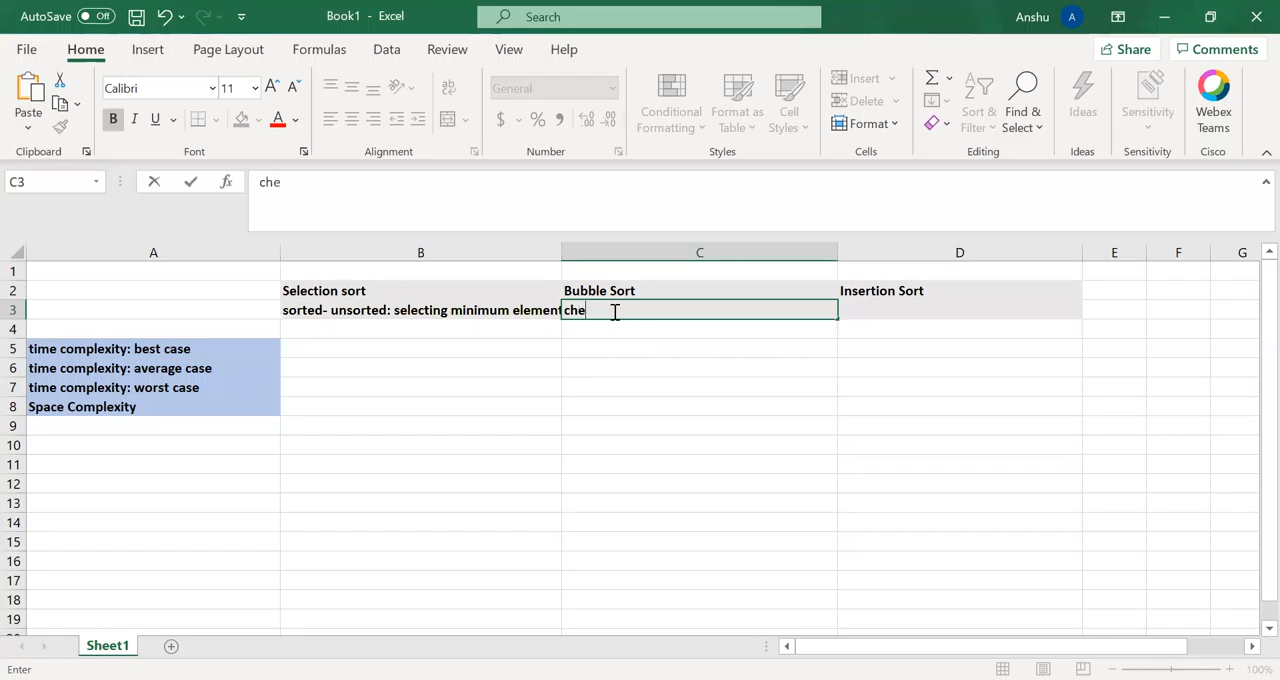 AutoSave Off Book1 - Excel Search Anshu A
File Home Insert Page Layout Formulas Data Review View Help Share Comments
Paste
Calibri 11
B I U A
General
$ % 9
Conditional Formatting
Format as Table
Cell Styles
Insert
Delete
Format
Sort & Filter
Find & Select
Ideas
Sensitivity
Webex Teams
Clipboard Font Alignment Number Styles Cells Editing Ideas Sensitivity Cisco
C3 fx che
A B C D E F G
1
2 Selection sort Bubble Sort Insertion Sort
3 sorted- unsorted: selecting minimum element che
4
5 time complexity: best case
6 time complexity: average case
7 time complexity: worst case
8 Space Complexity
9
10
11
12
13
14
15
16
17
18
19
Sheet1
Enter 100%